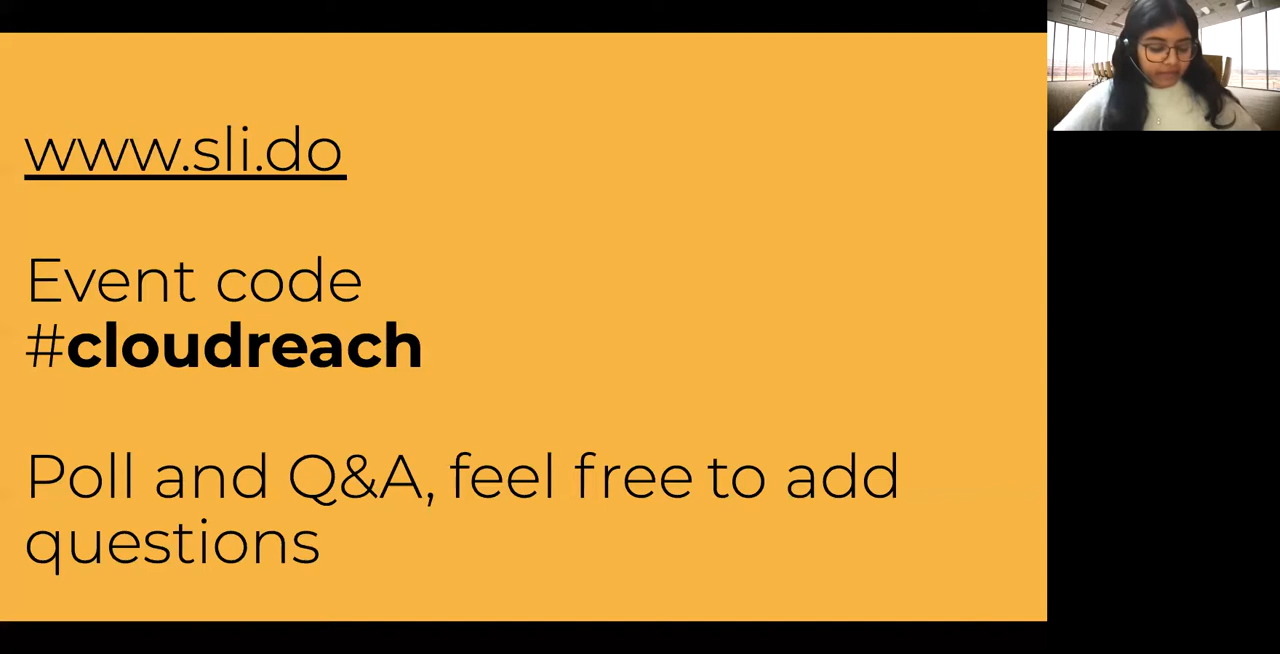 www.sli.do
Event code
#cloudreach
Poll and Q&A, feel free to add
questions